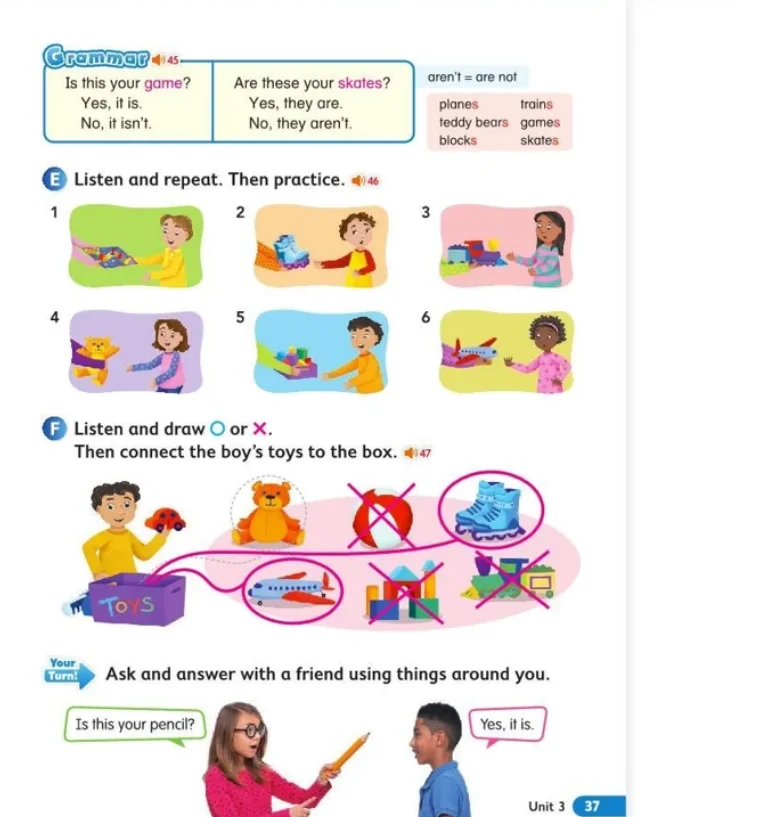 Grammar 45
Is this your game?
Yes, it is.
No, it isn't.
Are these your skates?
Yes, they are.
No, they aren't.
aren't = are not
planes trains
teddy bears games
blocks skates
E Listen and repeat. Then practice. 46
1
2
3
4
5
6
F Listen and draw O or X.
Then connect the boy's toys to the box. 47
TOYS
Your
Turn!
Ask and answer with a friend using things around you.
Is this your pencil?
Yes, it is.
Unit 3 37